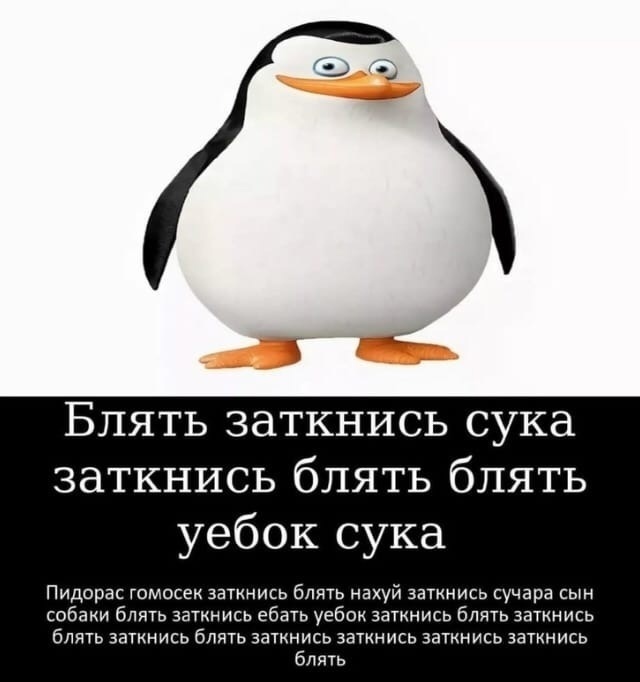 Блять заткнись сука
заткнись блять блять
уебок сука
Пидорас гомосек заткнись блять нахуй заткнись сучара сын
собаки блять заткнись ебать уебок заткнись блять заткнись
блять заткнись блять заткнись заткнись заткнись заткнись
блять